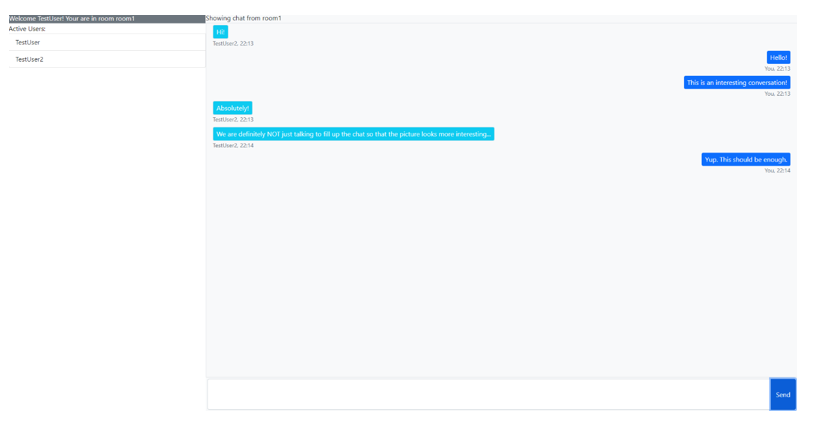 Welcome TestUser! Your are in room room1
Active Users:
TestUser
TestUser2
Showing chat from room1
Hi!
TestUser2, 22:13
Hello!
You, 22:13
This is an interesting conversation!
You, 22:13
Absolutely!
TestUser2, 22:13
We are definitely NOT just talking to fill up the chat so that the picture looks more interesting...
TestUser2, 22:14
Yup. This should be enough.
You, 22:14
Send